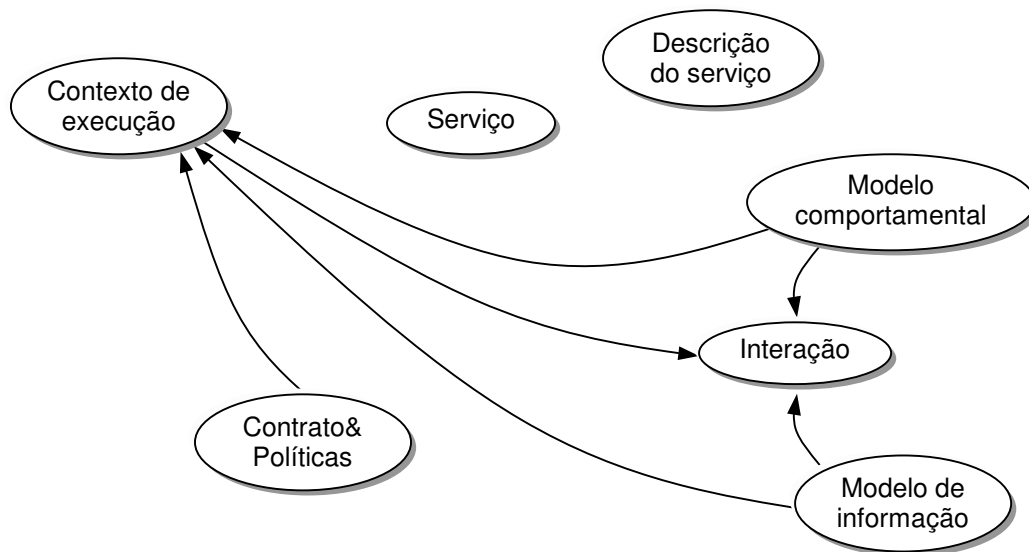 Descrição
do serviço
Contexto de
execução
Serviço
Modelo
comportamental
Interação
Contrato&
Políticas
Modelo de
informação